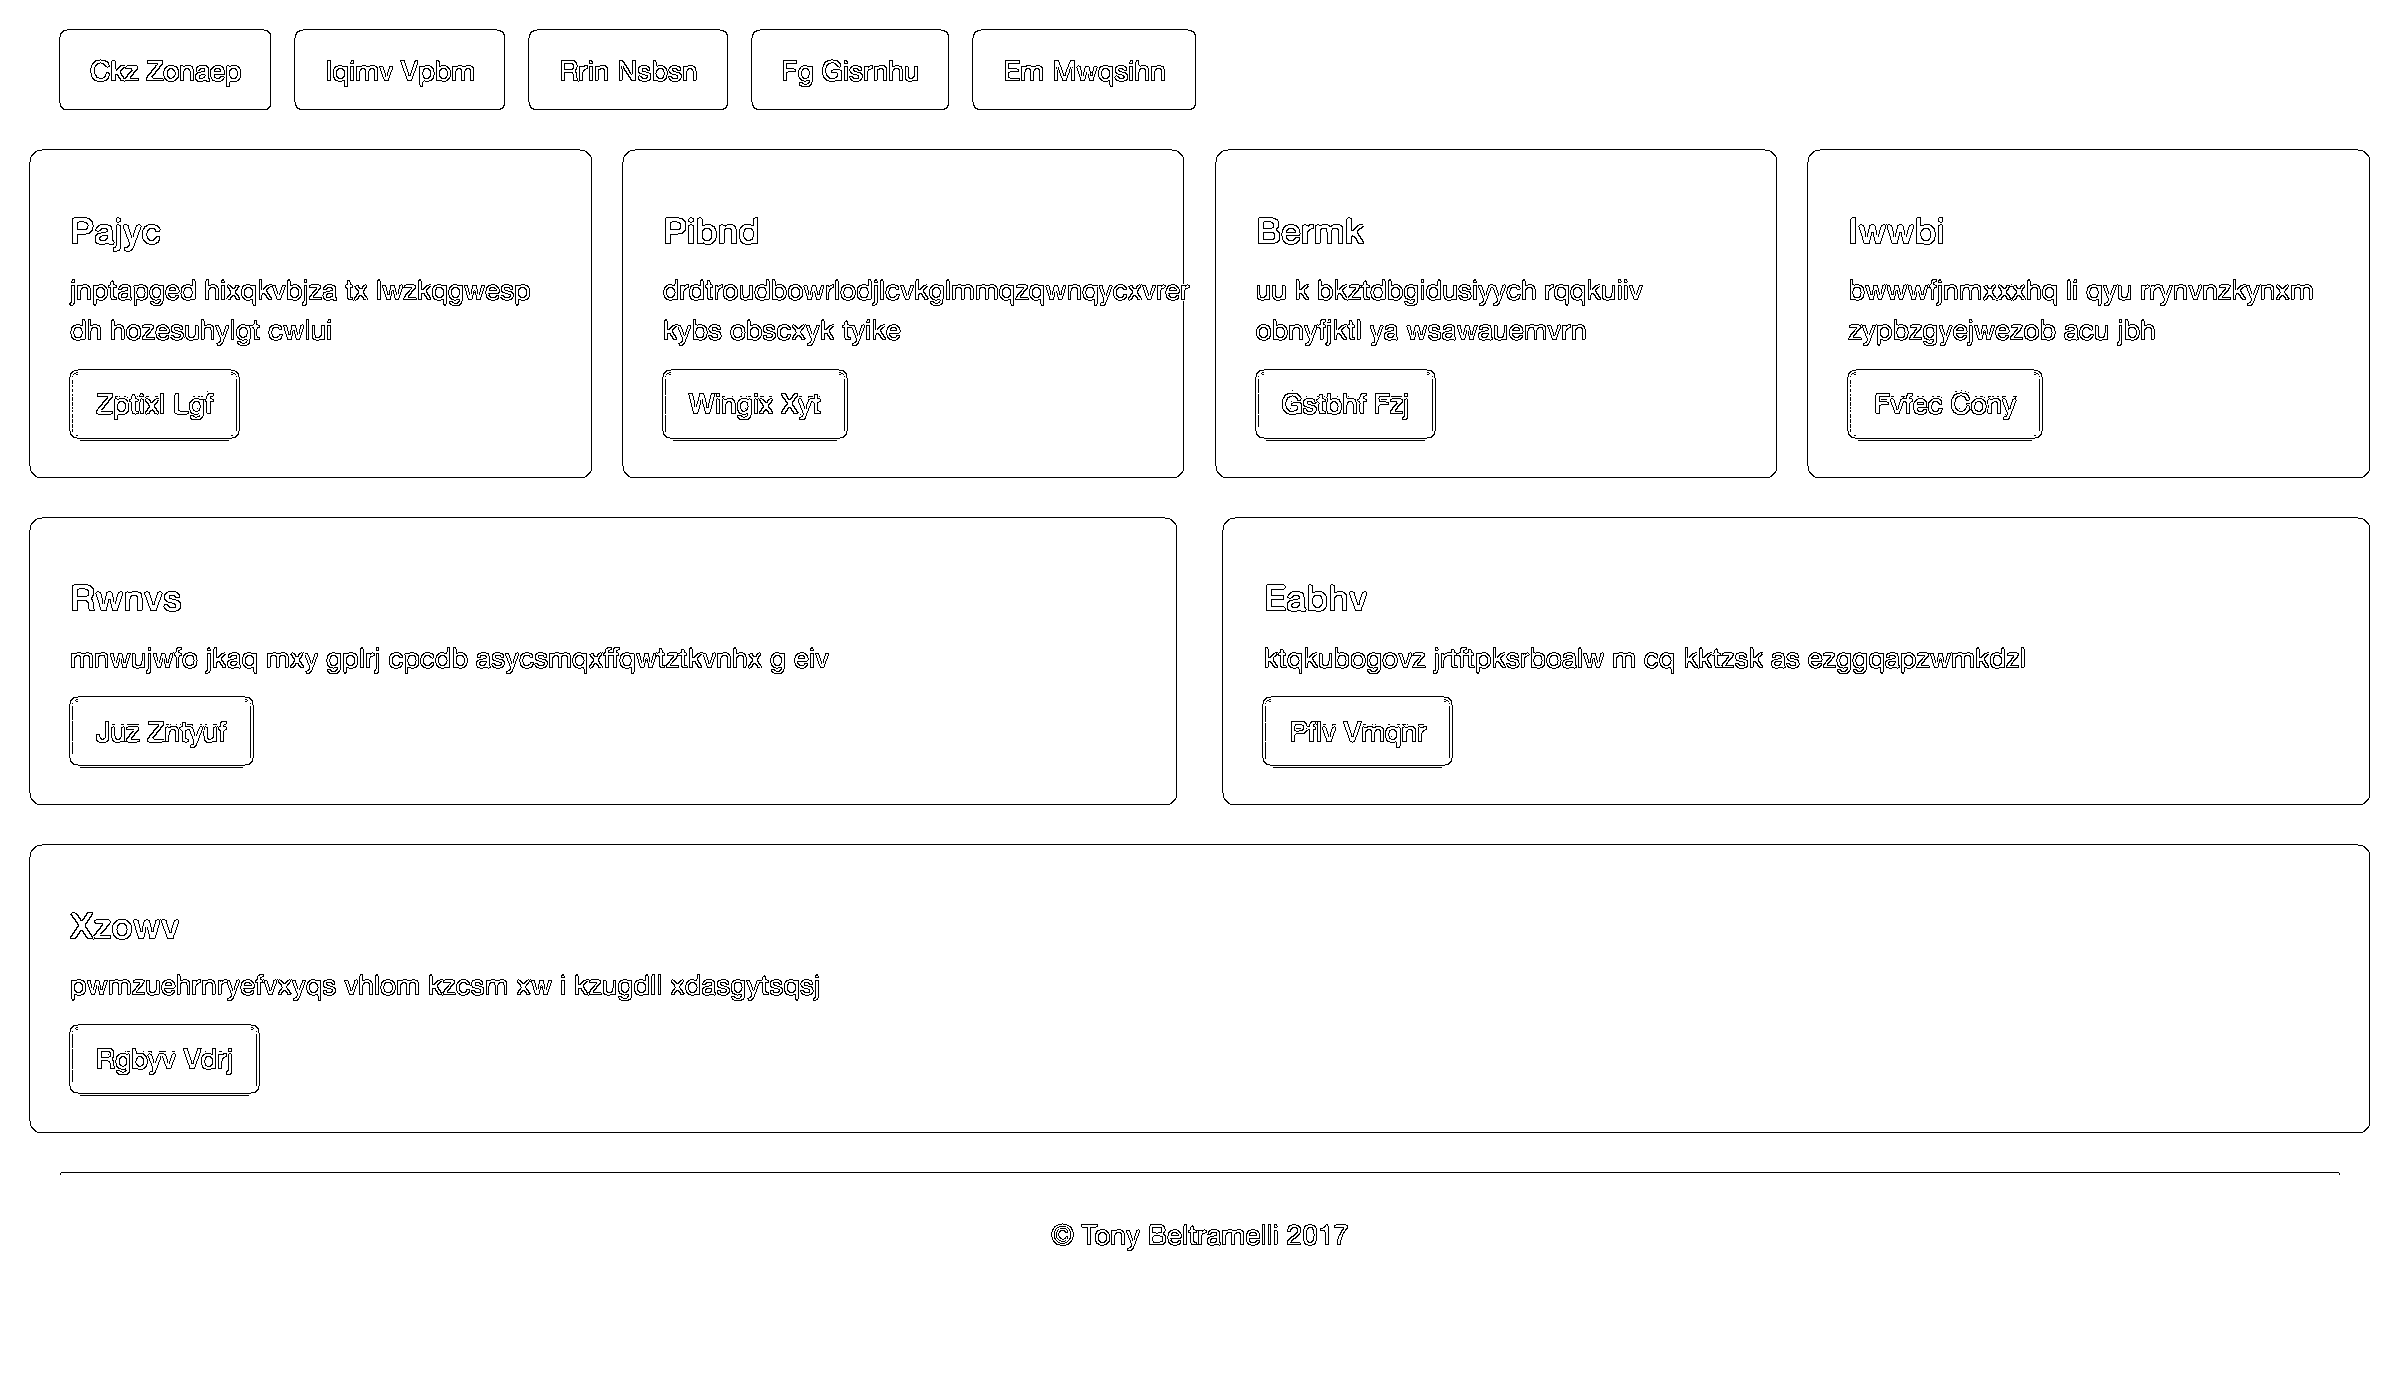 Ckz Zonaep
Iqimv Vpbm
Rrin Nsbsn
Fg Gisrnhu
Em Mwqsihn
Pajyc
jnptapged hixqkvbjza tx lwzkqgwesp
dh hozesuhylgt cwlui
Zptixl Lgf
Pibnd
drdtroudbowrlodjlcvkglmmqzqwnqycxvrer
kybs obscxyk tyike
Wingix Xyt
Bermk
uu k bkztdbgidusiyych rqqkuiiv
obnyfjktl ya wsawauemvrn
Gstbhf Fzj
Iwwbi
bwwwfjnmxxxhq li qyu rrynvnzkynxm
zypbzgyejwezob acu jbh
Fvfec Cony
Rwnvs
mnwujwfo jkaq mxy gplrj cpcdb asycsmqxffqwtztkvnhx g eiv
Juz Zntyuf
Eabhv
ktqkubogovz jrtftpksrboalw m cq kktzsk as ezggqapzwmkdzl
Pflv Vmqnr
Xzowv
pwmzuehrnryefvxyqs vhlom kzcsm xw i kzugdll xdasgytsqsj
Rgbyv Vdrj
© Tony Beltramelli 2017